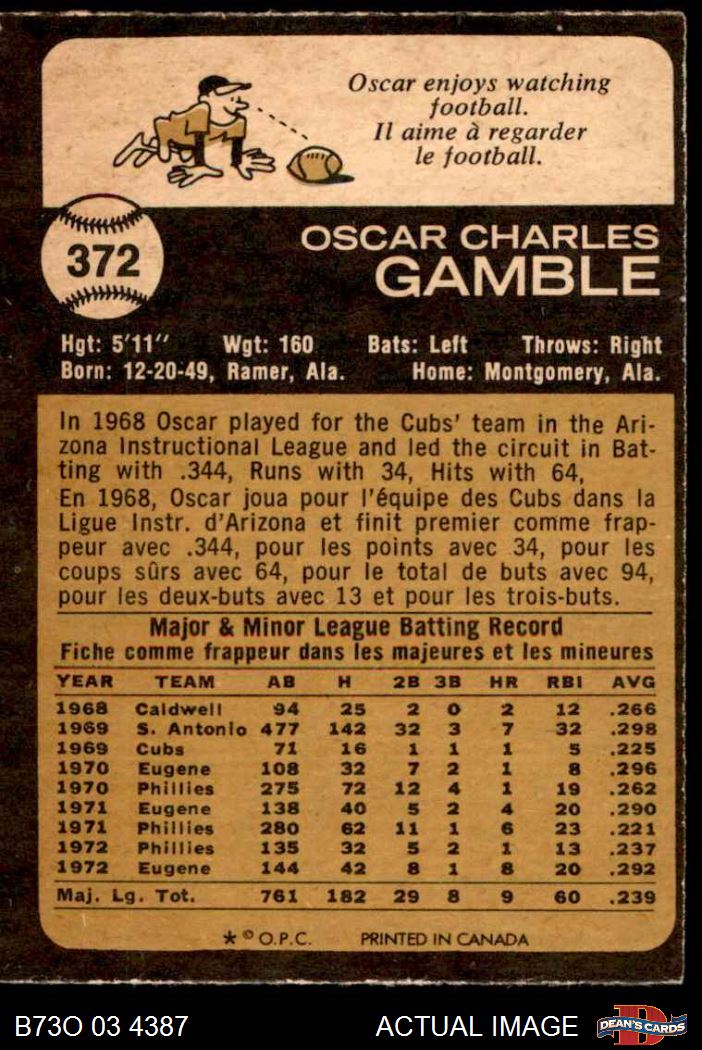 Oscar enjoys watching
football.
Il aime à regarder
le football.
372
OSCAR CHARLES
GAMBLE
Hgt: 5'11'' Wgt: 160 Bats: Left Throws: Right
Born: 12-20-49, Ramer, Ala. Home: Montgomery, Ala.
In 1968 Oscar played for the Cubs' team in the Ari-
zona Instructional League and led the circuit in Bat-
ting with .344, Runs with 34, Hits with 64,
En 1968, Oscar joua pour l'équipe des Cubs dans la
Ligue Instr. d'Arizona et finit premier comme frap-
peur avec .344, pour les points avec 34, pour les
coups sûrs avec 64, pour le total de buts avec 94,
pour les deux-buts avec 13 et pour les trois-buts.
Major & Minor League Batting Record
Fiche comme frappeur dans les majeures et les mineures
YEAR TEAM AB H 2B 3B HR RBI AVG
1968 Caldwell 94 25 2 0 2 12 .266
1969 S. Antonio 477 142 32 3 7 32 .298
1969 Cubs 71 16 1 1 1 5 .225
1970 Eugene 108 32 7 2 1 8 .296
1970 Phillies 275 72 12 4 1 19 .262
1971 Eugene 138 40 5 2 4 20 .290
1971 Phillies 280 62 11 1 6 23 .221
1972 Phillies 135 32 5 2 1 13 .237
1972 Eugene 144 42 8 1 8 20 .292
Maj. Lg. Tot. 761 182 29 8 9 60 .239
* © O.P.C. PRINTED IN CANADA
B73O 03 4387 ACTUAL IMAGE DEAN'S CARDS